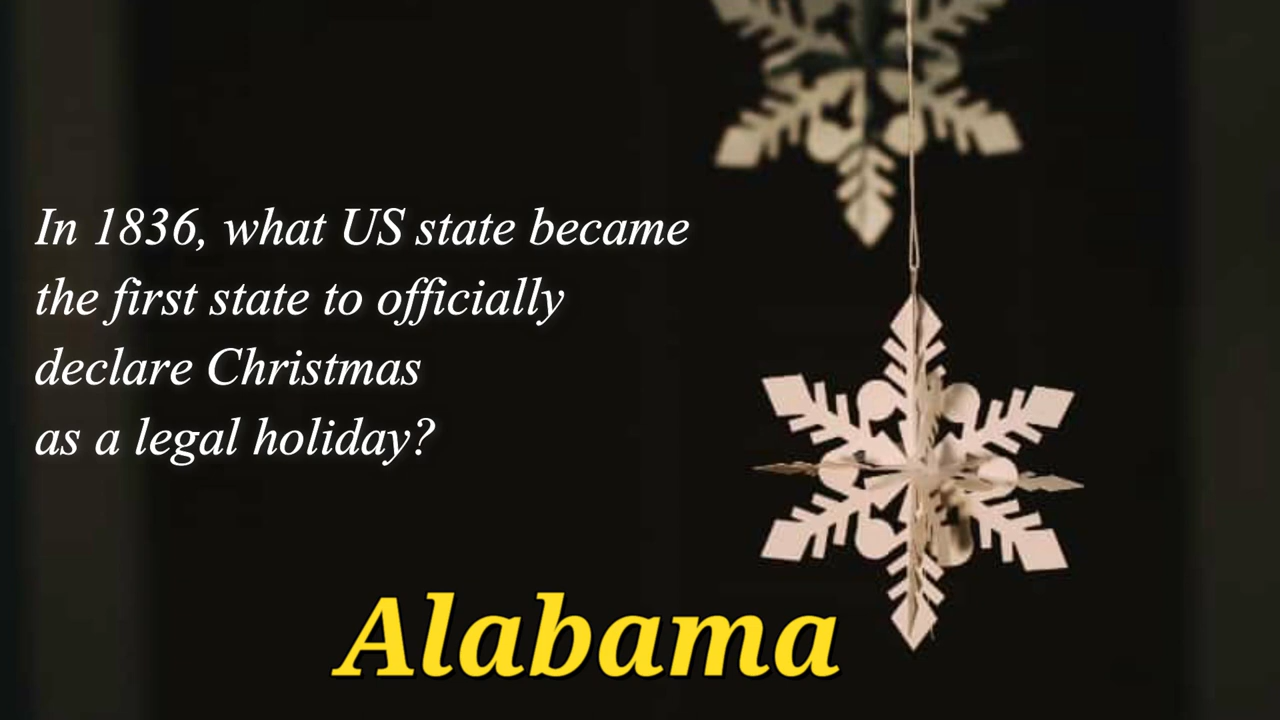 In 1836, what US state became
the first state to officially
declare Christmas
as a legal holiday?
Alabama